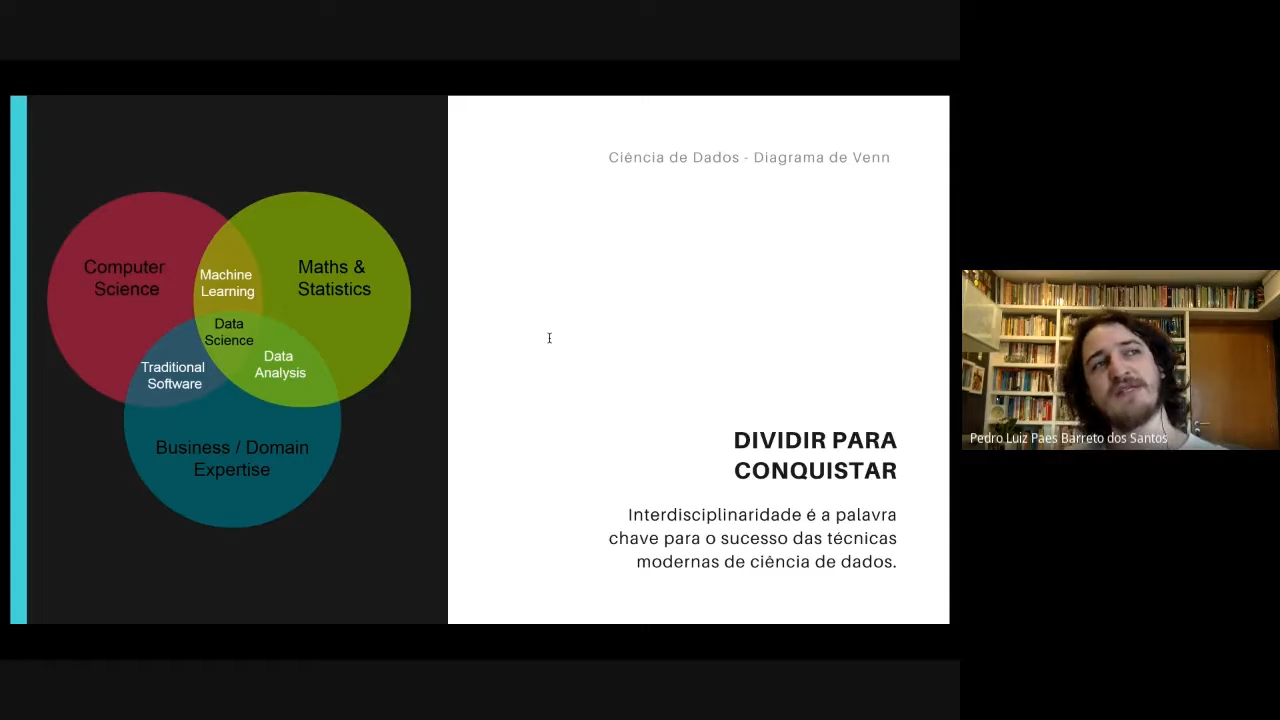 Ciência de Dados - Diagrama de Venn
Computer
Science
Machine
Learning
Maths &
Statistics
Data
Science
Traditional
Software
Data
Analysis
Business / Domain
Expertise
DIVIDIR PARA
CONQUISTAR
Interdisciplinaridade é a palavra
chave para o sucesso das técnicas
modernas de ciência de dados.
Pedro Luiz Paes Barreto dos Santos